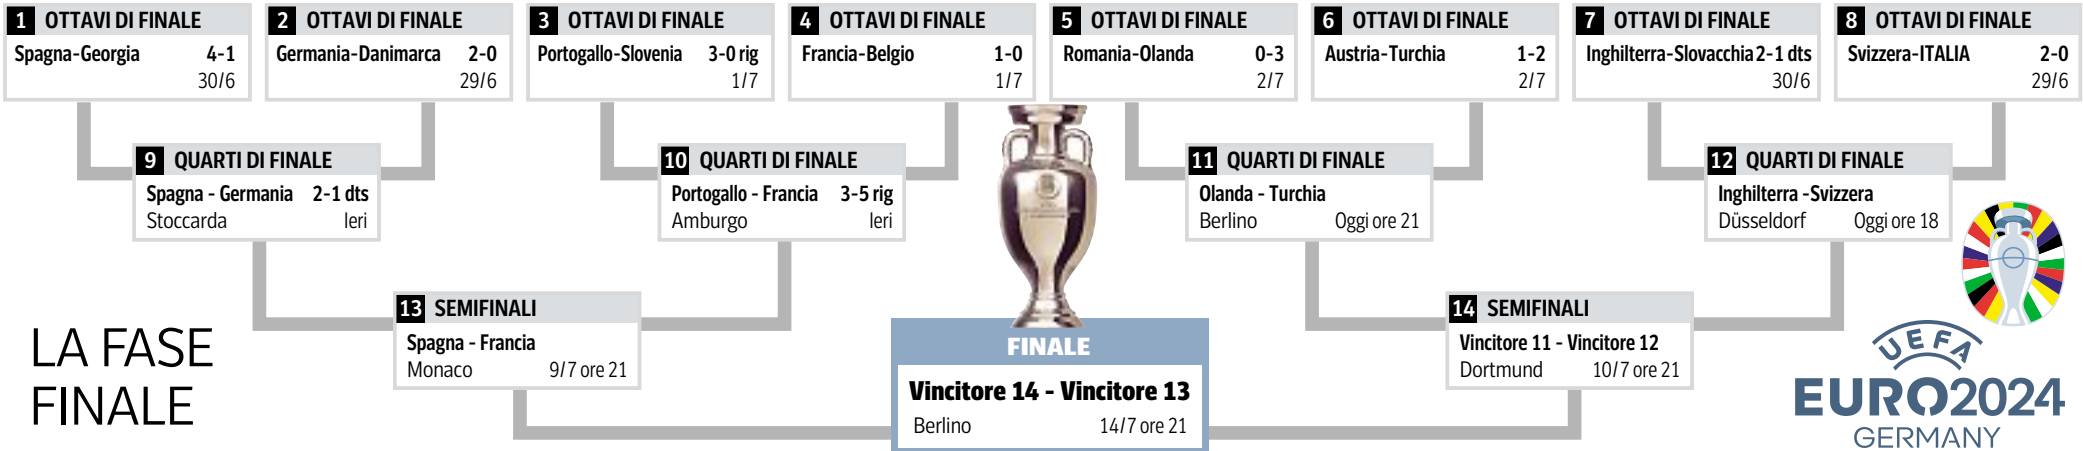 1 OTTAVI DI FINALE
Spagna-Georgia 4-1
30/6
2 OTTAVI DI FINALE
Germania-Danimarca 2-0
29/6
3 OTTAVI DI FINALE
Portogallo-Slovenia 3-0 rig
1/7
4 OTTAVI DI FINALE
Francia-Belgio 1-0
1/7
5 OTTAVI DI FINALE
Romania-Olanda 0-3
2/7
6 OTTAVI DI FINALE
Austria-Turchia 1-2
2/7
7 OTTAVI DI FINALE
Inghilterra-Slovacchia 2-1 dts
30/6
8 OTTAVI DI FINALE
Svizzera-ITALIA 2-0
29/6
9 QUARTI DI FINALE
Spagna - Germania 2-1 dts
Stoccarda Ieri
10 QUARTI DI FINALE
Portogallo - Francia 3-5 rig
Amburgo Ieri
11 QUARTI DI FINALE
Olanda - Turchia
Berlino Oggi ore 21
12 QUARTI DI FINALE
Inghilterra -Svizzera
Düsseldorf Oggi ore 18
13 SEMIFINALI
Spagna - Francia
Monaco 9/7 ore 21
14 SEMIFINALI
Vincitore 11 - Vincitore 12
Dortmund 10/7 ore 21
FINALE
Vincitore 14 - Vincitore 13
Berlino 14/7 ore 21
LA FASE
FINALE
UEFA
EURO2024
GERMANY